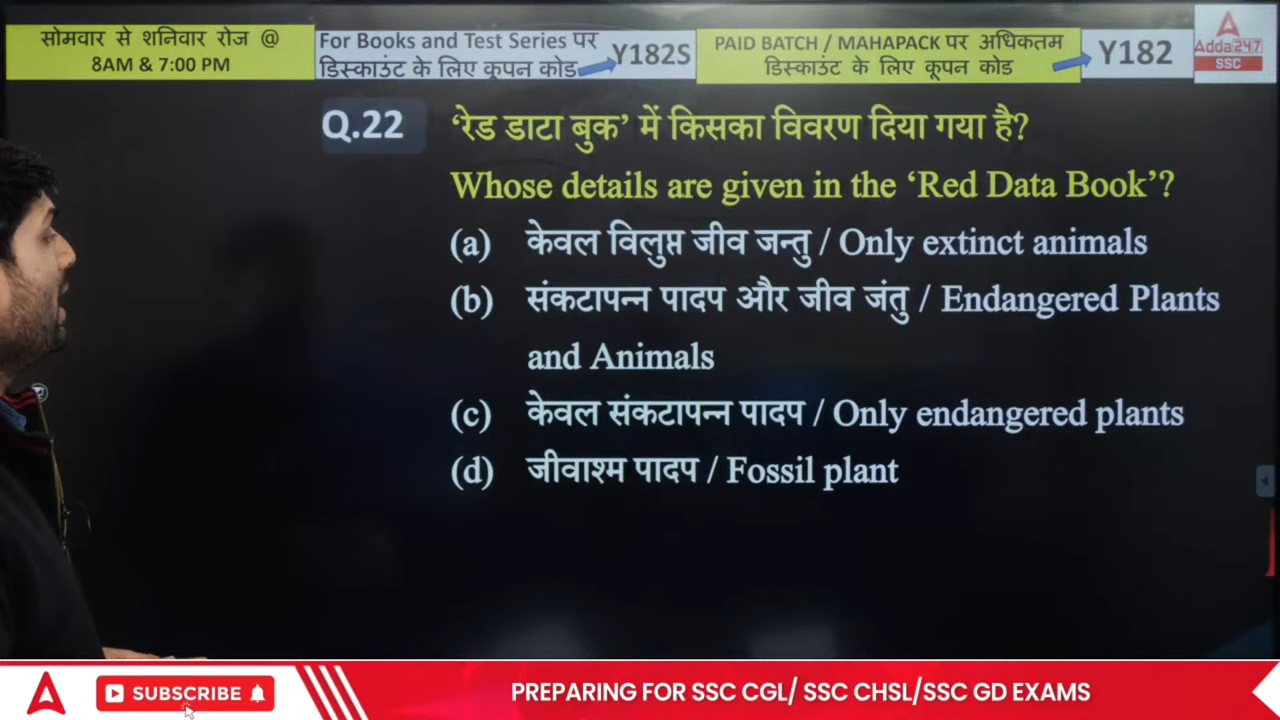 सोमवार से शनिवार रोज @
8AM & 7:00 PM
For Books and Test Series पर
डिस्काउंट के लिए कूपन कोड
Y182S
PAID BATCH / MAHAPACK पर अधिकतम
डिस्काउंट के लिए कूपन कोड
Y182
Adda247
SSC
Q.22 ‘रेड डाटा बुक’ में किसका विवरण दिया गया है?
Whose details are given in the ‘Red Data Book’?
(a) केवल विलुप्त जीव जन्तु / Only extinct animals
(b) संकटापन्न पादप और जीव जंतु / Endangered Plants
and Animals
(c) केवल संकटापन्न पादप / Only endangered plants
(d) जीवाश्म पादप / Fossil plant
SUBSCRIBE
PREPARING FOR SSC CGL/ SSC CHSL/SSC GD EXAMS